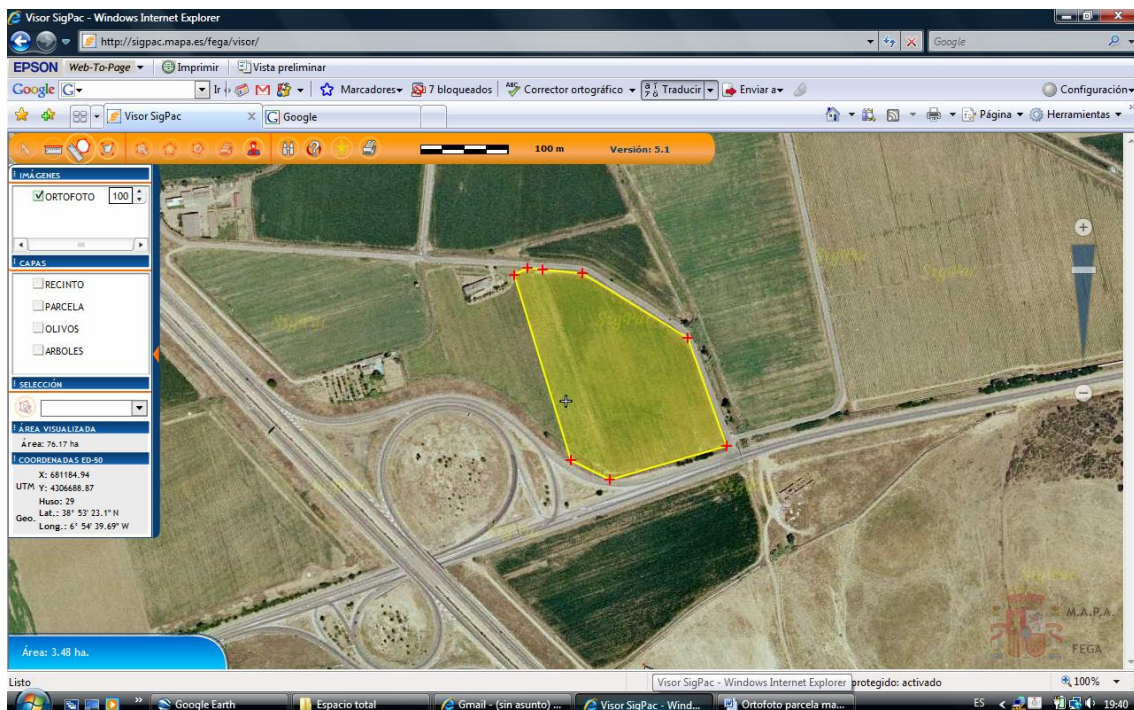 Visor SigPac - Windows Internet Explorer
http://sigpac.mapa.es/fega/visor/
Google
EPSON Web-To-Page Imprimir Vista preliminar
Google G Ir Marcadores 7 bloqueados Corrector ortográfico Traducir Enviar a Configuración
Visor SigPac X Google Página Herramientas
100 m Versión: 5.1
IMÁGENES
ORTOFOTO 100
CAPAS
RECINTO
PARCELA
OLIVOS
ARBOLES
SELECCIÓN
ÁREA VISUALIZADA
Área: 76.17 ha
COORDENADAS ED-50
X: 681184.94
UTM Y: 4306688.87
Huso: 29
Geo. Lat.: 38° 53' 23.1" N
Long.: 6° 54' 39.69" W
SigPac
SigPac
SigPac
M.A.P.A.
FEGA
Área: 3.48 ha.
Listo Visor SigPac - Windows Internet Explorer protegido: activado 100%
Google Earth Espacio total Gmail - (sin asunto) ... Visor SigPac - Wind... Ortofoto parcela ma... ES 19:40